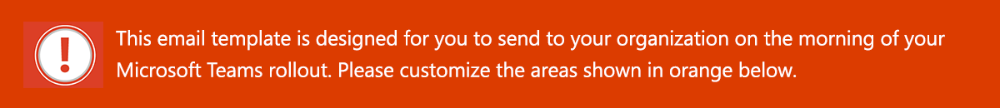 This email template is designed for you to send to your organization on the morning of your
Microsoft Teams rollout. Please customize the areas shown in orange below.